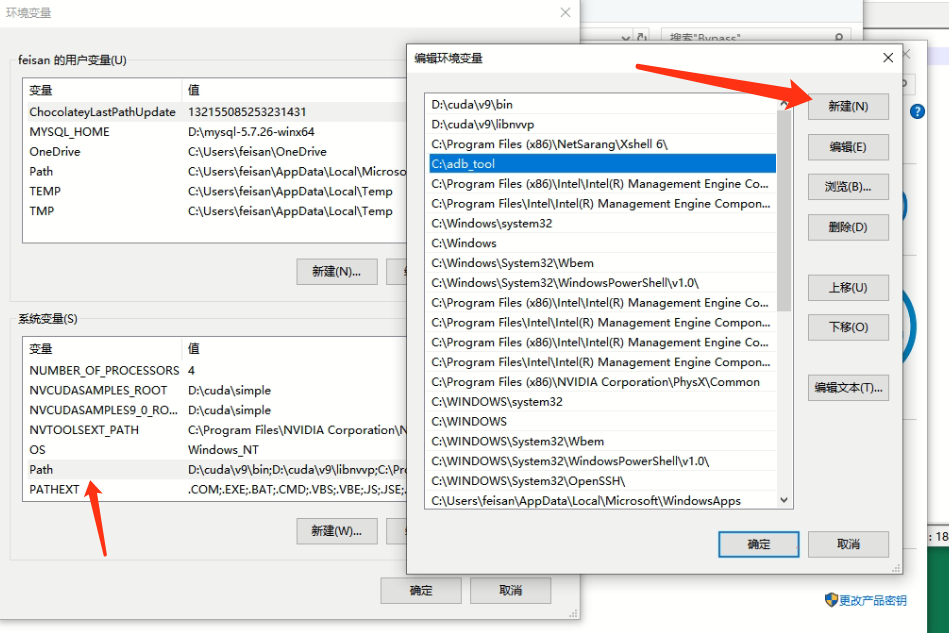 环境变量
feisan 的用户变量(U)
变量 值
ChocolateyLastPathUpdate 132155085253231431
MYSQL_HOME D:\mysql-5.7.26-winx64
OneDrive C:\Users\feisan\OneDrive
Path C:\Users\feisan\AppData\Local\Microso
TEMP C:\Users\feisan\AppData\Local\Temp
TMP C:\Users\feisan\AppData\Local\Temp
新建(N)...
系统变量(S)
变量 值
NUMBER_OF_PROCESSORS 4
NVCUDASAMPLES_ROOT D:\cuda\simple
NVCUDASAMPLES9_0_RO... D:\cuda\simple
NVTOOLSEXT_PATH C:\Program Files\NVIDIA Corporation\N
OS Windows_NT
Path D:\cuda\v9\bin;D:\cuda\v9\libnvvp;C:\Pro
PATHEXT .COM;.EXE;.BAT;.CMD;.VBS;.VBE;.JS;.JSE;.
新建(W)...
确定
取消
搜索"Bypass"
编辑环境变量
D:\cuda\v9\bin
D:\cuda\v9\libnvvp
C:\Program Files (x86)\NetSarang\Xshell 6\
C:\adb_tool
C:\Program Files (x86)\Intel\Intel(R) Management Engine Co...
C:\Program Files\Intel\Intel(R) Management Engine Compon...
C:\Windows\system32
C:\Windows
C:\Windows\System32\Wbem
C:\Windows\System32\WindowsPowerShell\v1.0\
C:\Program Files (x86)\Intel\Intel(R) Management Engine Co...
C:\Program Files\Intel\Intel(R) Management Engine Compon...
C:\Program Files (x86)\Intel\Intel(R) Management Engine Co...
C:\Program Files\Intel\Intel(R) Management Engine Compon...
C:\Program Files (x86)\NVIDIA Corporation\PhysX\Common
C:\WINDOWS\system32
C:\WINDOWS
C:\WINDOWS\System32\Wbem
C:\WINDOWS\System32\WindowsPowerShell\v1.0\
C:\WINDOWS\System32\OpenSSH\
C:\Users\feisan\AppData\Local\Microsoft\WindowsApps
新建(N)
编辑(E)
浏览(B)...
删除(D)
上移(U)
下移(O)
编辑文本(T)...
确定
取消
: 18
更改产品密钥